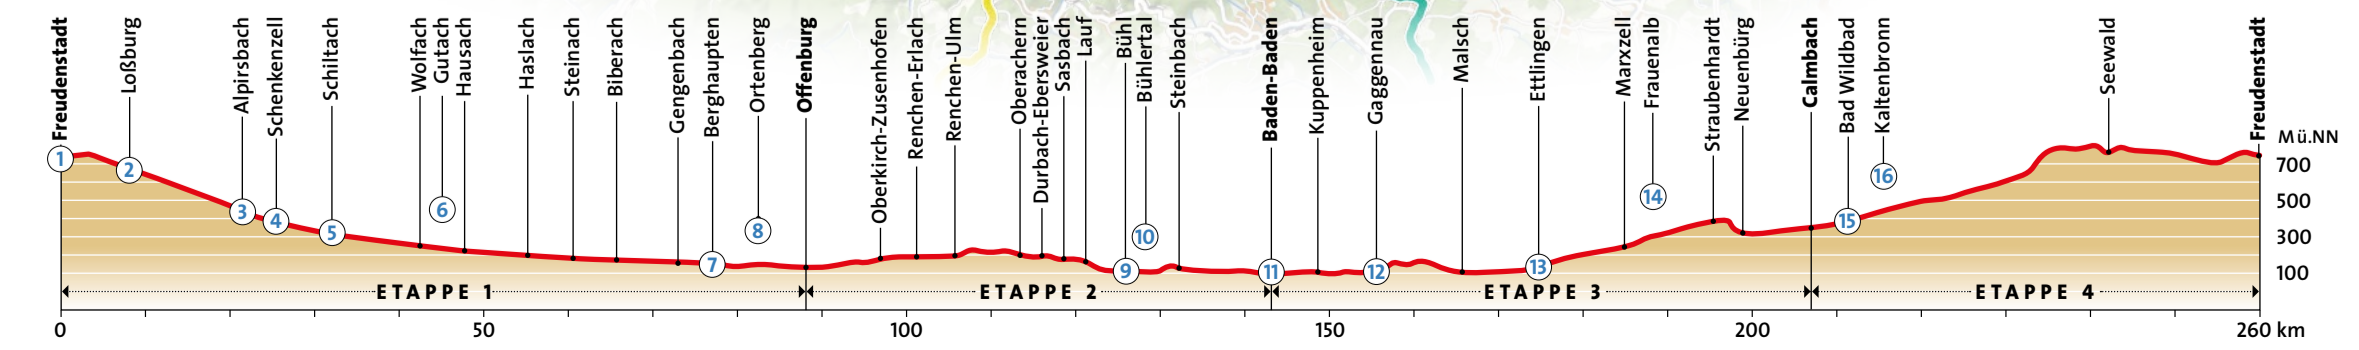 Freudenstadt
Loßburg
Alpirsbach
Schenkenzell
Schiltach
Wolfach
Gutach
Hausach
Haslach
Steinach
Biberach
Gengenbach
Berghaupten
Ortenberg
Offenburg
Oberkirch-Zusenhofen
Renchen-Erlach
Renchen-Ulm
Oberachern
Durbach-Ebersweier
Sasbach
Lauf
Bühl
Bühlertal
Steinbach
Baden-Baden
Kuppenheim
Gaggenau
Malsch
Ettlingen
Marxzell
Frauenalb
Straubenhardt
Neuenbürg
Calmbach
Bad Wildbad
Kaltenbronn
Seewald
Freudenstadt
Mü.NN
700
500
300
100
1
2
3
4
5
6
7
8
9
10
11
12
13
14
15
16
ETAPPE 1
ETAPPE 2
ETAPPE 3
ETAPPE 4
0
50
100
150
200
260 km